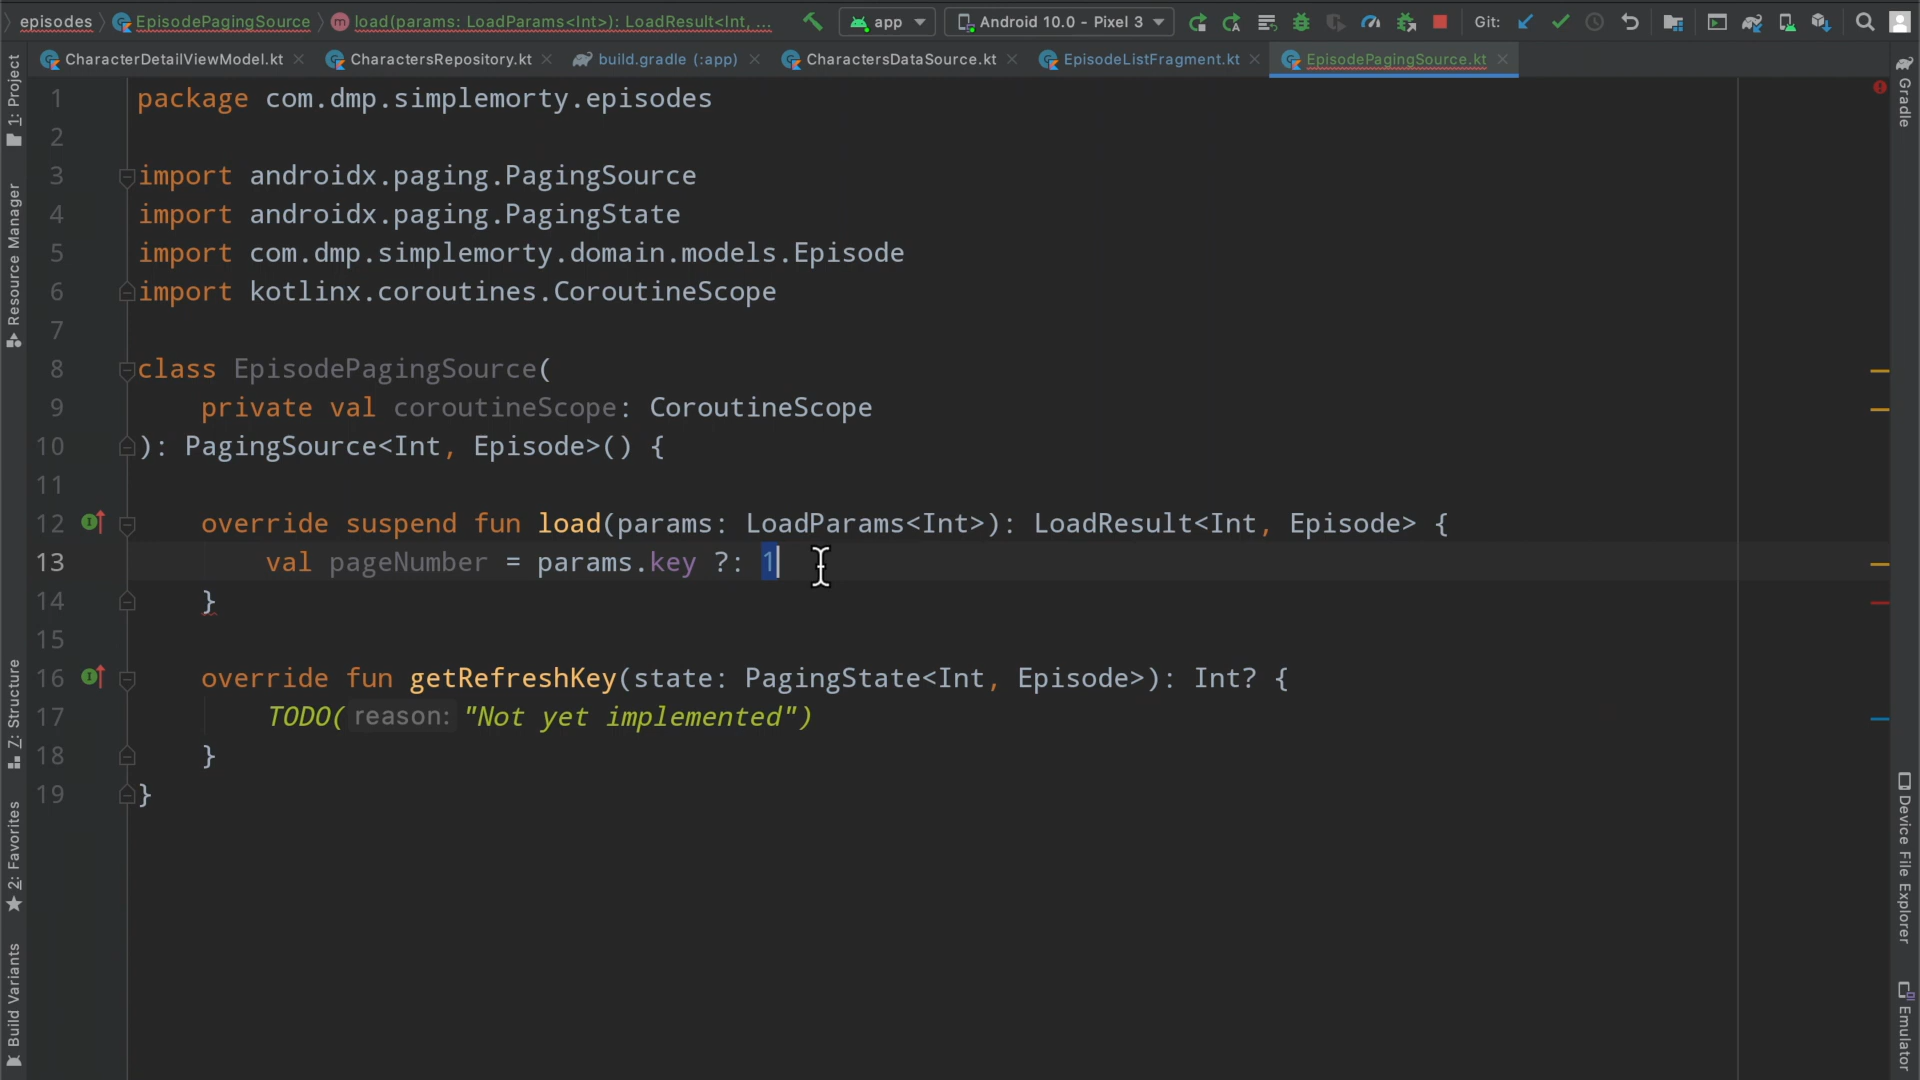 episodes EpisodePagingSource load(params: LoadParams<Int>): LoadResult<Int, ... app Android 10.0 - Pixel 3 Git:
CharacterDetailViewModel.kt CharactersRepository.kt build.gradle (:app) CharactersDataSource.kt EpisodeListFragment.kt EpisodePagingSource.kt
1 package com.dmp.simplemorty.episodes
2
3 import androidx.paging.PagingSource
4 import androidx.paging.PagingState
5 import com.dmp.simplemorty.domain.models.Episode
6 import kotlinx.coroutines.CoroutineScope
7
8 class EpisodePagingSource(
9 private val coroutineScope: CoroutineScope
10 ): PagingSource<Int, Episode>() {
11
12 override suspend fun load(params: LoadParams<Int>): LoadResult<Int, Episode> {
13 val pageNumber = params.key ?: 1
14 }
15
16 override fun getRefreshKey(state: PagingState<Int, Episode>): Int? {
17 TODO( reason: "Not yet implemented")
18 }
19 }
1: Project
Resource Manager
Z: Structure
2: Favorites
Build Variants
Gradle
Device File Explorer
Emulator